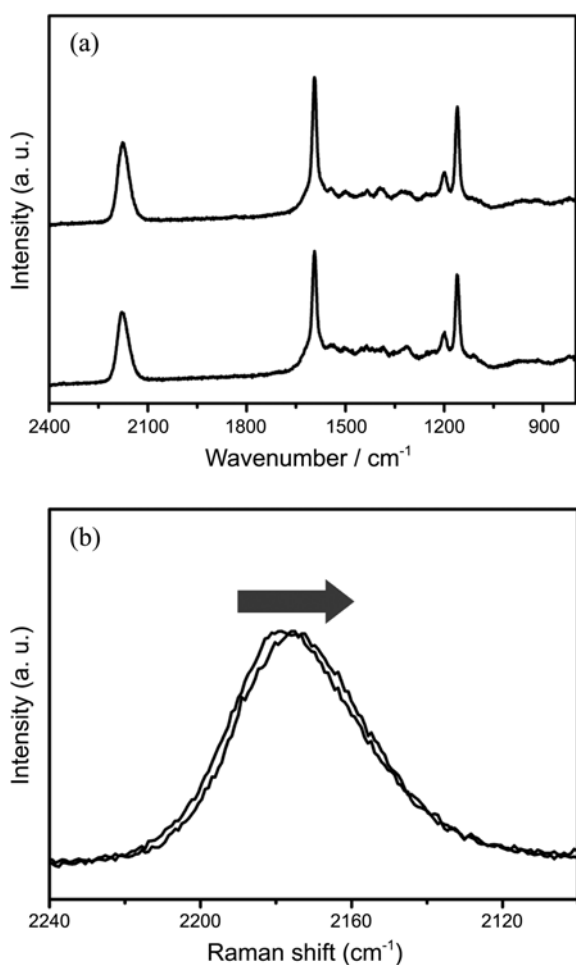 (a)
Intensity (a. u.)
2400 2100 1800 1500 1200 900
Wavenumber / cm⁻¹
(b)
Intensity (a. u.)
2240 2200 2160 2120
Raman shift (cm⁻¹)